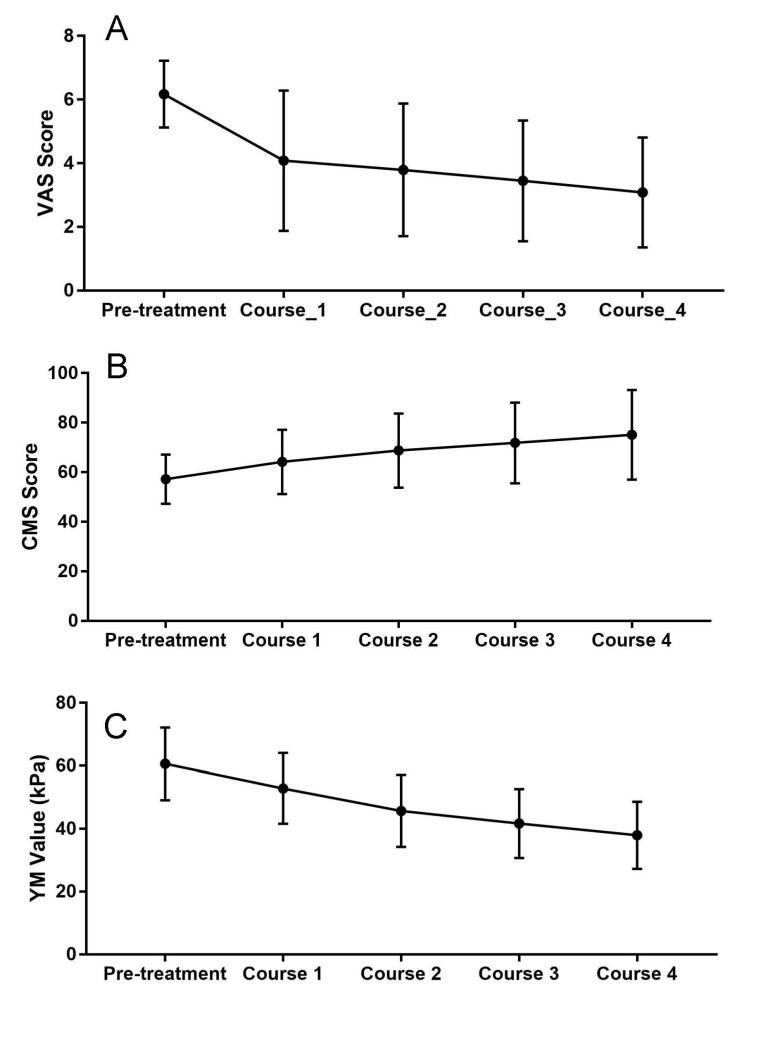 A
8
6
4
2
0
VAS Score
Pre-treatment Course_1 Course_2 Course_3 Course_4
B
100
80
60
40
20
0
CMS Score
Pre-treatment Course 1 Course 2 Course 3 Course 4
C
80
60
40
20
0
YM Value (kPa)
Pre-treatment Course 1 Course 2 Course 3 Course 4